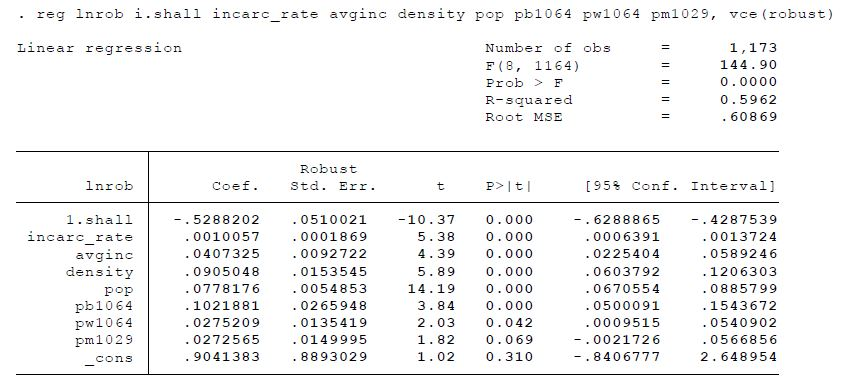 . reg lnrob i.shall incarc_rate avginc density pop pb1064 pw1064 pm1029, vce(robust)
Linear regression Number of obs = 1,173
F(8, 1164) = 144.90
Prob > F = 0.0000
R-squared = 0.5962
Root MSE = .60869
Robust
lnrob Coef. Std. Err. t P>|t| [95% Conf. Interval]
1.shall -.5288202 .0510021 -10.37 0.000 -.6288865 -.4287539
incarc_rate .0010057 .0001869 5.38 0.000 .0006391 .0013724
avginc .0407325 .0092722 4.39 0.000 .0225404 .0589246
density .0905048 .0153545 5.89 0.000 .0603792 .1206303
pop .0778176 .0054853 14.19 0.000 .0670554 .0885799
pb1064 .1021881 .0265948 3.84 0.000 .0500091 .1543672
pw1064 .0275209 .0135419 2.03 0.042 .0009515 .0540902
pm1029 .0272565 .0149995 1.82 0.069 -.0021726 .0566856
_cons .9041383 .8893029 1.02 0.310 -.8406777 2.648954